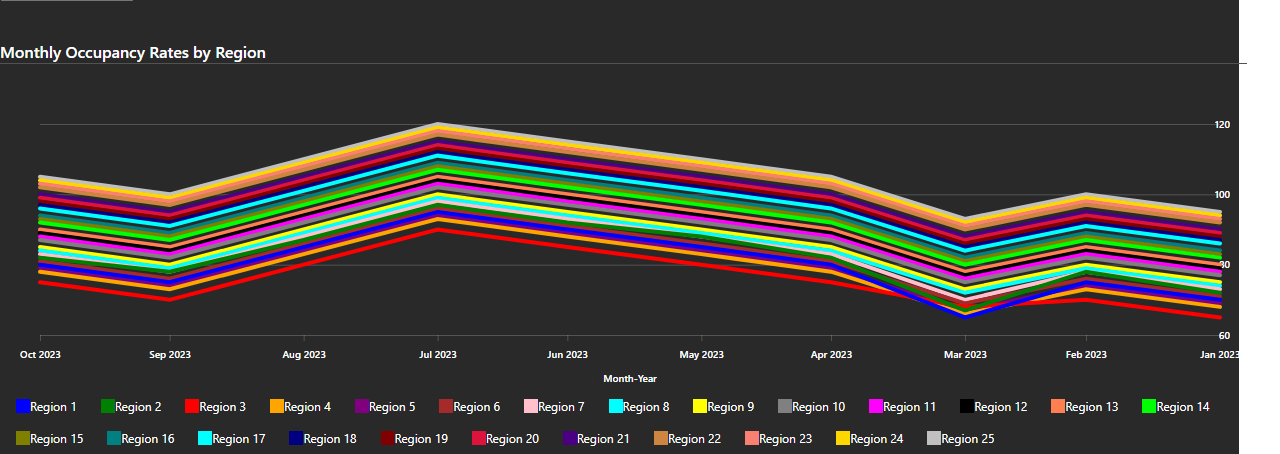 Monthly Occupancy Rates by Region
120
100
80
60
Oct 2023 Sep 2023 Aug 2023 Jul 2023 Jun 2023 May 2023 Apr 2023 Mar 2023 Feb 2023 Jan 2023
Month-Year
Region 1 Region 2 Region 3 Region 4 Region 5 Region 6 Region 7 Region 8 Region 9 Region 10 Region 11 Region 12 Region 13 Region 14
Region 15 Region 16 Region 17 Region 18 Region 19 Region 20 Region 21 Region 22 Region 23 Region 24 Region 25